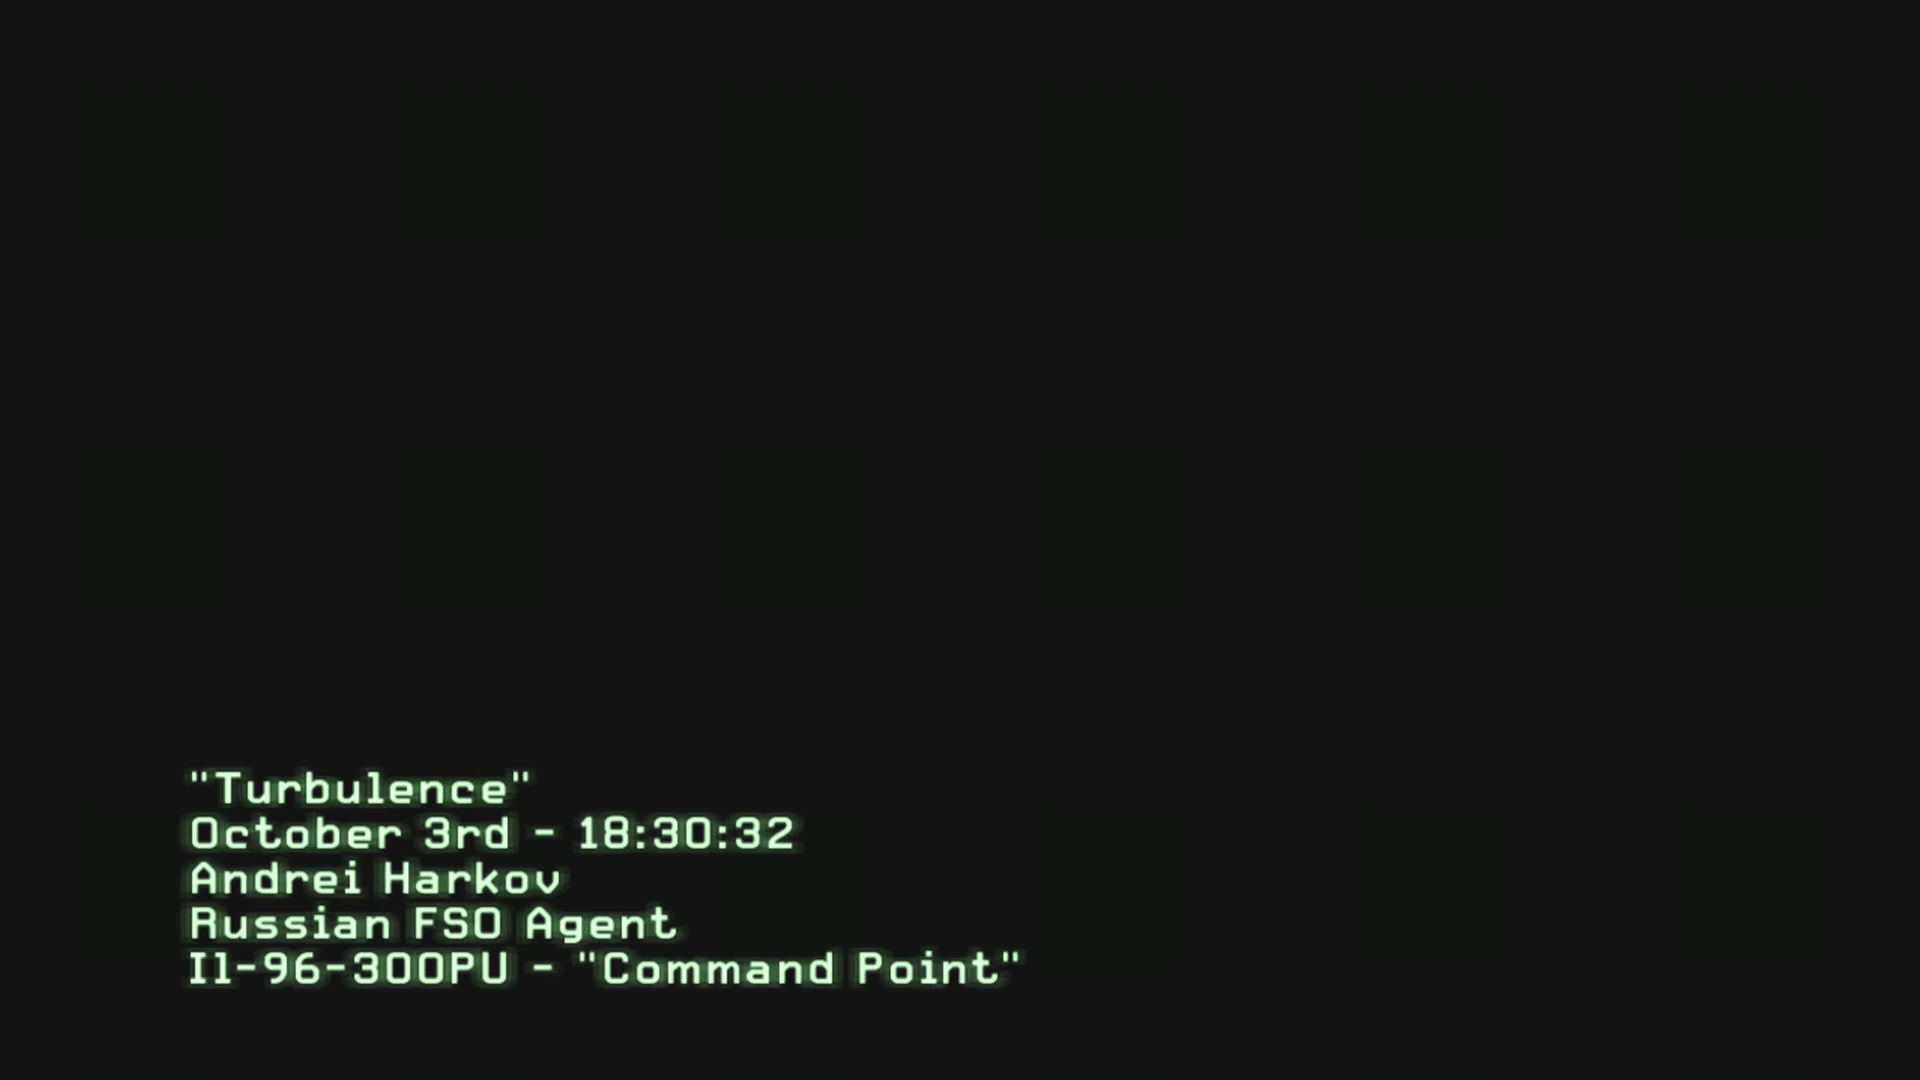 "Turbulence"
October 3rd - 18:30:32
Andrei Harkov
Russian FSO Agent
Il-96-300PU - "Command Point"